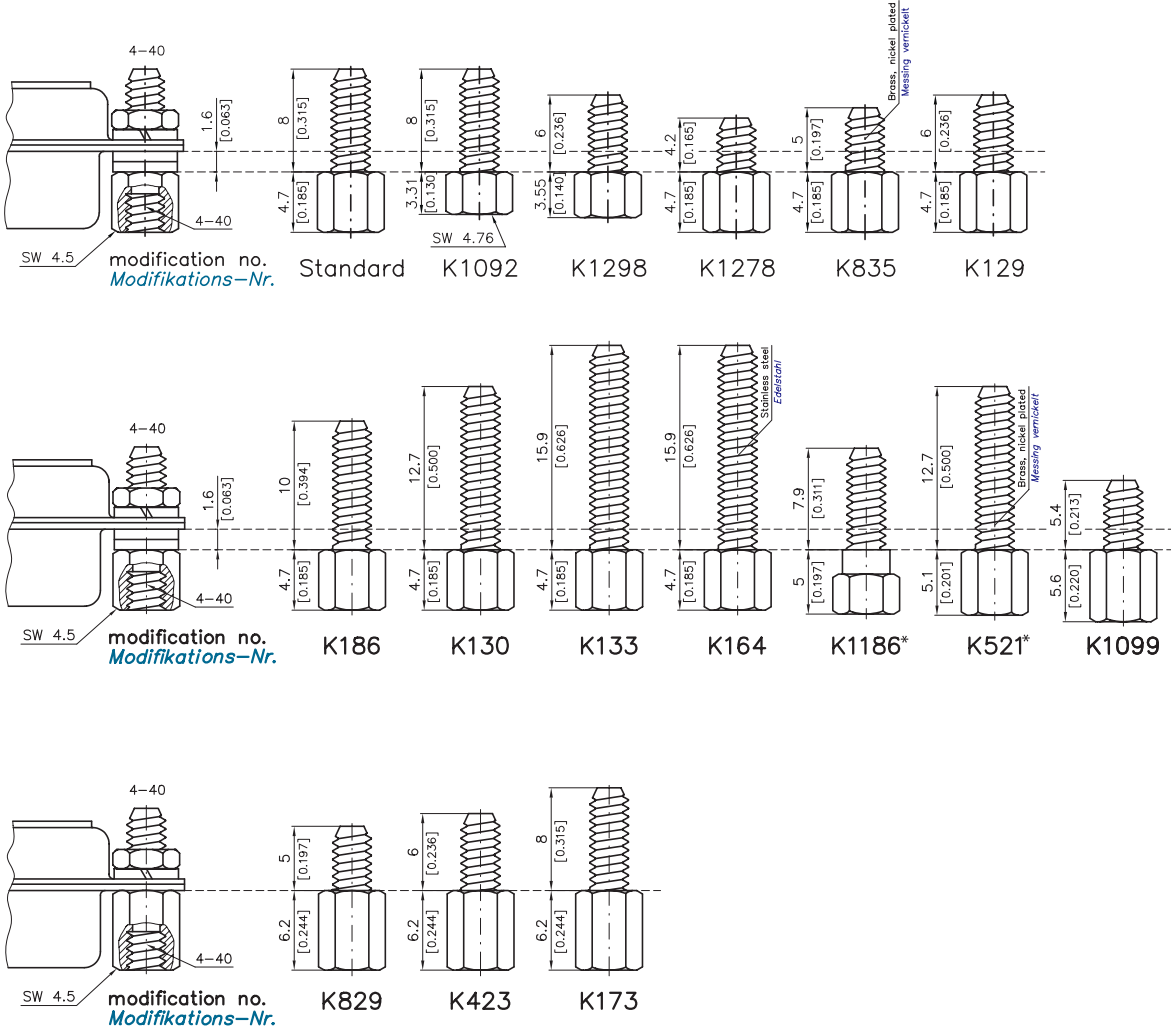 4-40
1.6
[0.063]
4-40
SW 4.5
modification no.
Modifikations-Nr.
8
[0.315]
4.7
[0.185]
Standard
8
[0.315]
3.31
[0.130]
SW 4.76
K1092
6
[0.236]
3.55
[0.140]
K1298
4.2
[0.165]
4.7
[0.185]
K1278
5
[0.197]
4.7
[0.185]
Brass, nickel plated
Messing vernickelt
K835
6
[0.236]
4.7
[0.185]
K129
4-40
1.6
[0.063]
4-40
SW 4.5
modification no.
Modifikations-Nr.
10
[0.394]
4.7
[0.185]
K186
12.7
[0.500]
4.7
[0.185]
K130
15.9
[0.626]
4.7
[0.185]
K133
15.9
[0.626]
4.7
[0.185]
Stainless steel
Edelstahl
K164
7.9
[0.311]
5
[0.197]
K1186*
12.7
[0.500]
5.1
[0.201]
Brass, nickel plated
Messing vernickelt
K521*
5.4
[0.213]
5.6
[0.220]
K1099
4-40
4-40
SW 4.5
modification no.
Modifikations-Nr.
5
[0.197]
6.2
[0.244]
K829
6
[0.236]
6.2
[0.244]
K423
8
[0.315]
6.2
[0.244]
K173